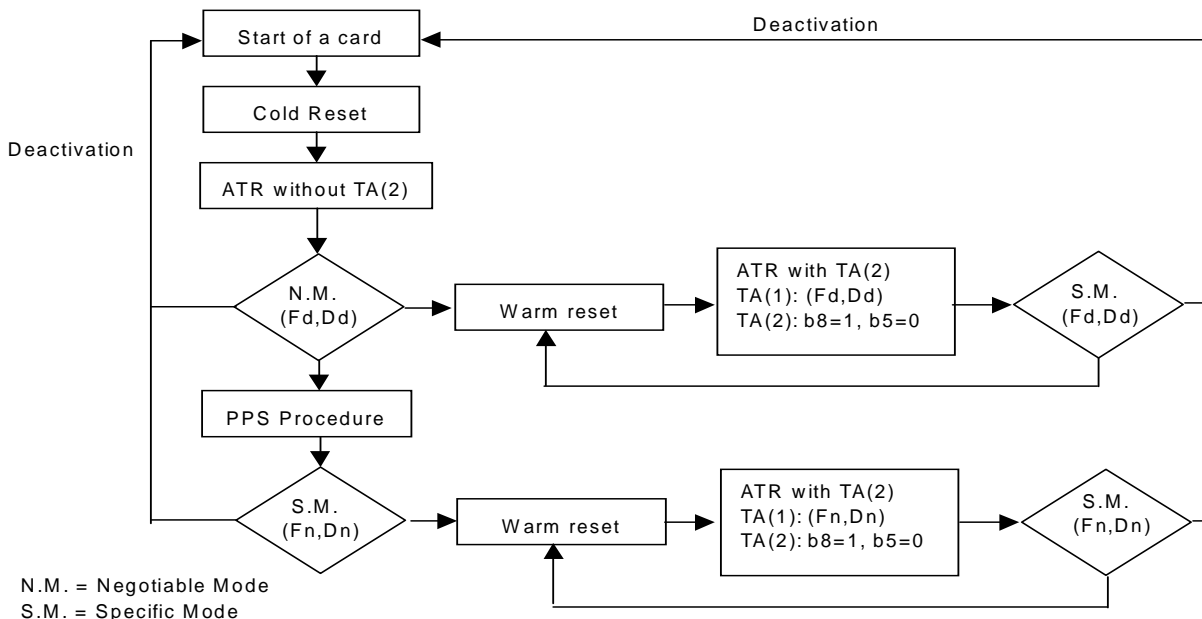 Deactivation
Start of a card
Cold Reset
Deactivation
ATR without TA(2)
N.M.
(Fd,Dd)
Warm reset
ATR with TA(2)
TA(1): (Fd,Dd)
TA(2): b8=1, b5=0
S.M.
(Fd,Dd)
PPS Procedure
S.M.
(Fn,Dn)
Warm reset
ATR with TA(2)
TA(1): (Fn,Dn)
TA(2): b8=1, b5=0
S.M.
(Fn,Dn)
N.M. = Negotiable Mode
S.M. = Specific Mode